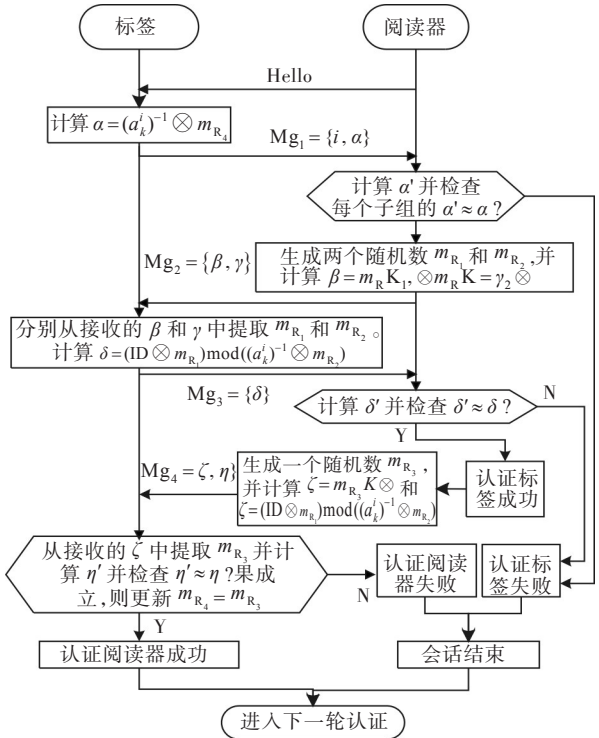 标签
阅读器
Hello
计算 α=(a_k^i)^{-1} ⊗ m_{R_4}
Mg_1 = {i, α}
计算 α' 并检查
每个子组的 α'≈α?
Mg_2 = {β, γ}
生成两个随机数 m_{R_1} 和 m_{R_2},并
计算 β=m_R K_1, ⊗m_R K=γ_2 ⊗
分别从接收的 β 和 γ 中提取 m_{R_1} 和 m_{R_2}。
计算 δ=(ID ⊗ m_{R_1})mod((a_k^i)^{-1} ⊗ m_{R_2})
Mg_3 = {δ}
计算 δ' 并检查 δ'≈δ?
N
Y
Mg_4 = ζ, η}
生成一个随机数 m_{R_3},
并计算 ζ=m_{R_3} K⊗ 和
ζ=(ID⊗m_{R_1})mod((a_k^i)^{-1} ⊗m_{R_2})
认证标
签成功
从接收的 ζ 中提取 m_{R_3} 并计
算 η' 并检查 η'≈η?果成
立,则更新 m_{R_4}=m_{R_3}
N
认证阅读
器失败
认证标
签失败
Y
认证阅读器成功
会话结束
进入下一轮认证